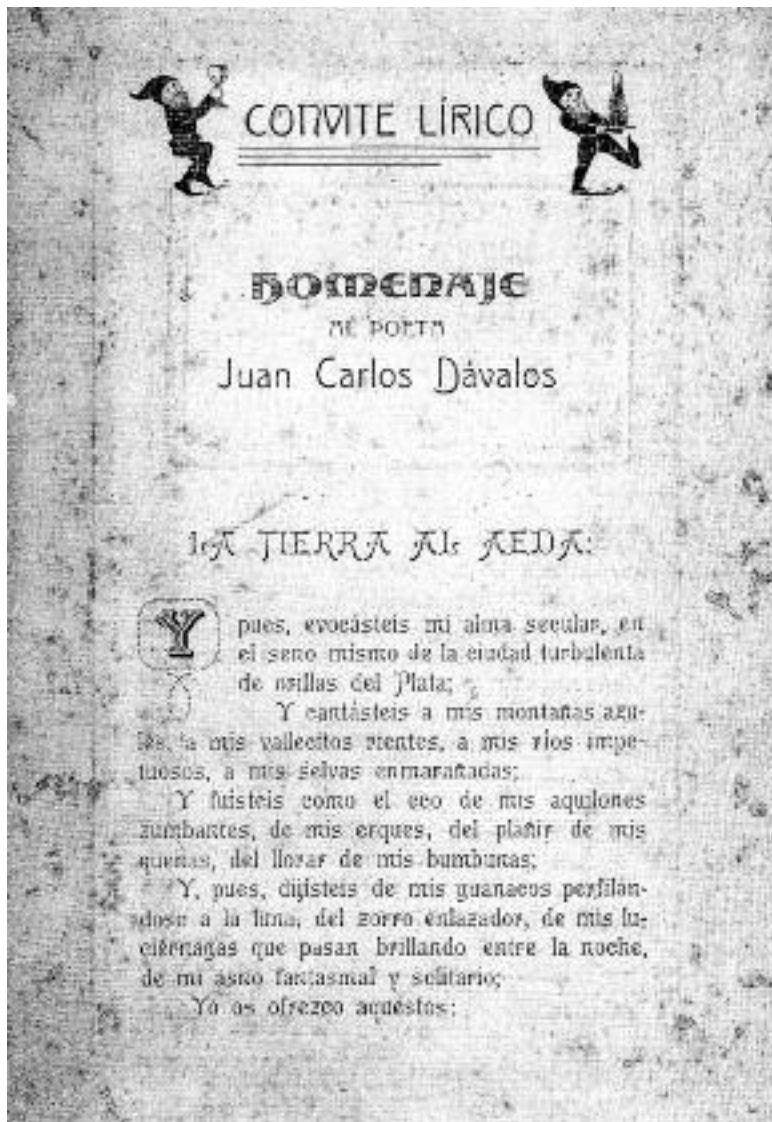 CONVITE LÍRICO
HOMENAJE
AL POETA
Juan Carlos Dávalos
LA TIERRA AL AEDA:
Y pues, evocásteis mi alma secular, en
el seno mismo de la ciudad turbulenta
de orillas del Plata;
Y cantásteis a mis montañas azu-
les, a mis vallecitos rientes, a mis ríos impe-
tuosos, a mis selvas enmarañadas;
Y fuisteis como el eco de mis aquilones
zumbantes, de mis erques, del plañir de mis
quenas, del llorar de mis bumbunas;
Y, pues, dijísteis de mis guanacos perfilán-
dose a la luna, del zorro enlazador, de mis lu-
ciérnagas que pasan brillando entre la noche,
de mi asno fantasmal y solitario;
Yo os ofrezco aquestos: